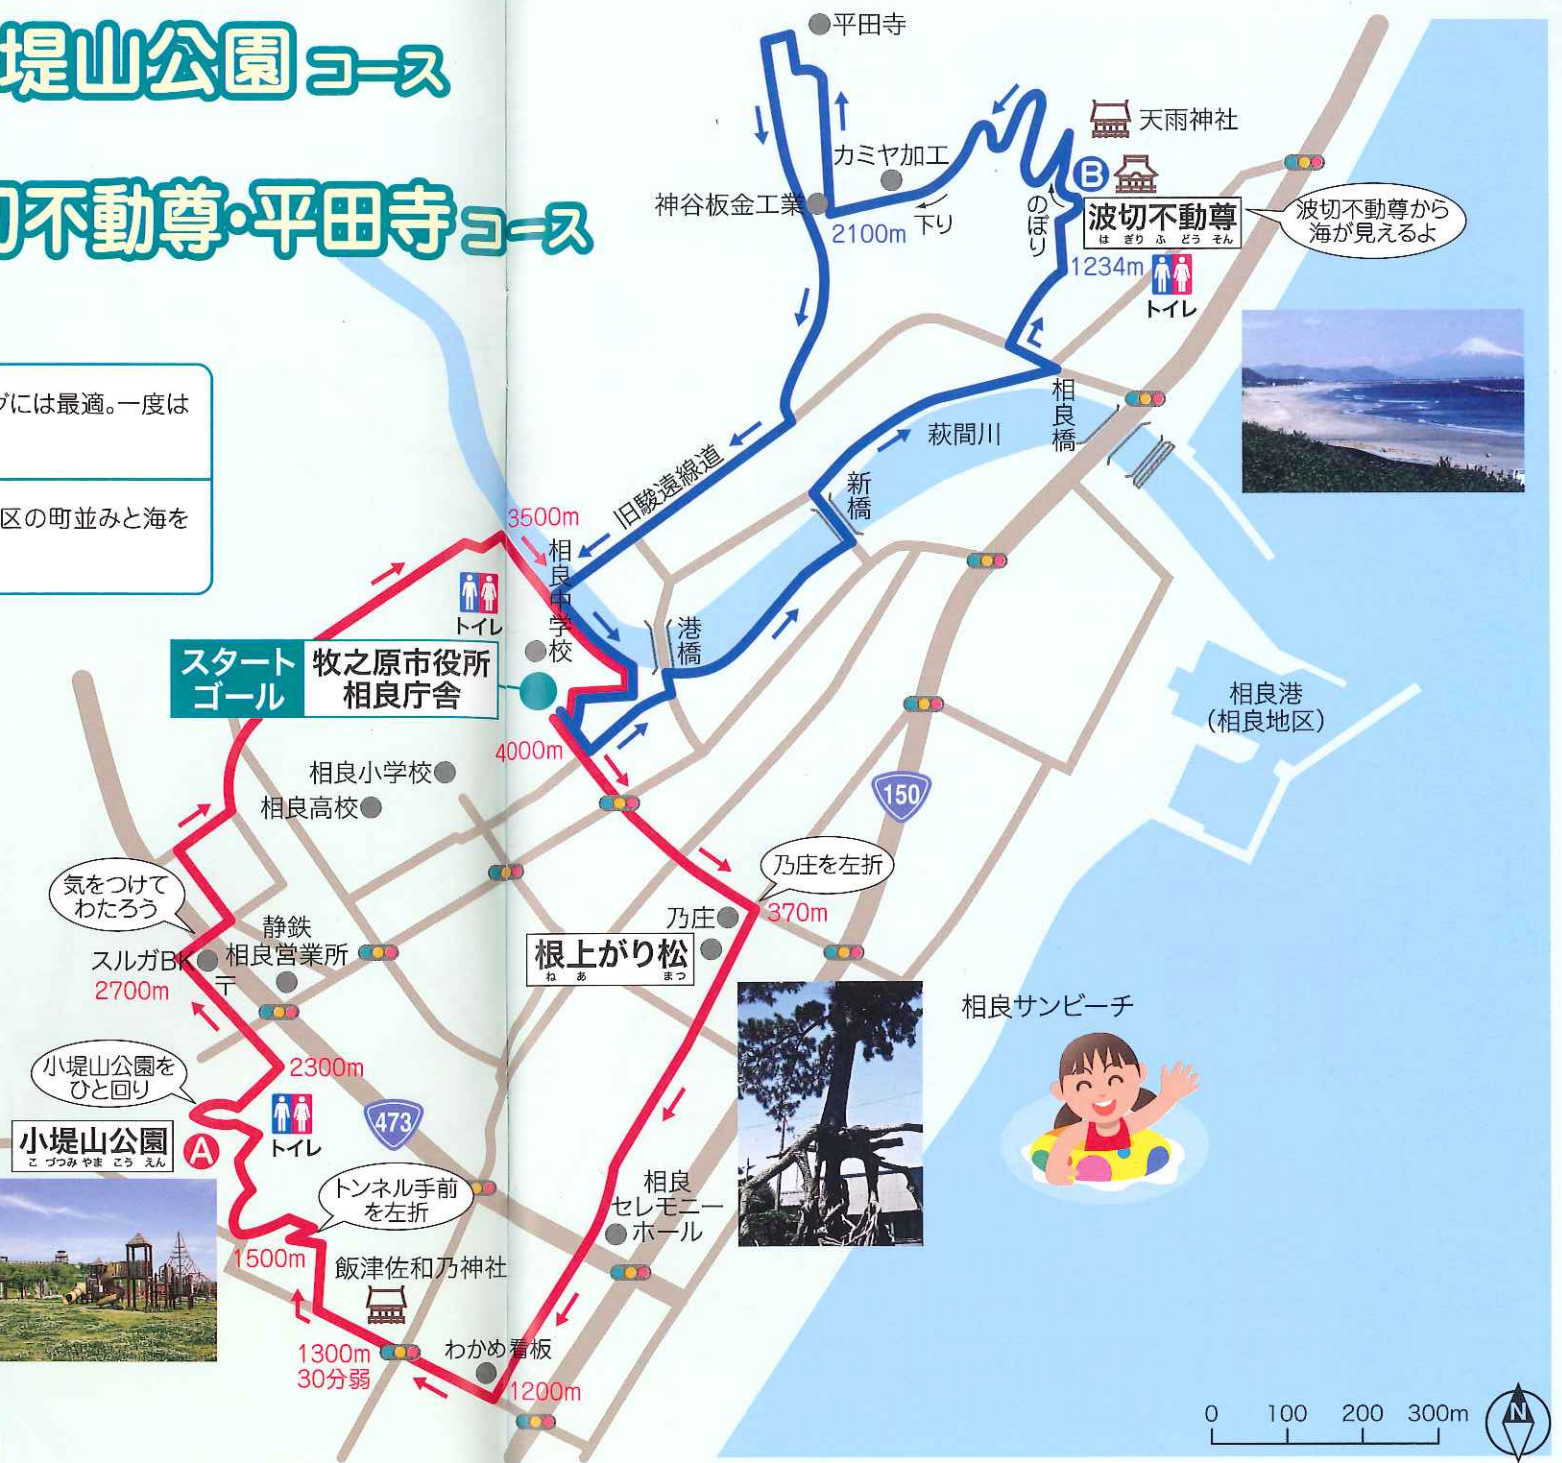 堤山公園コース
切不動尊・平田寺コース
グには最適。一度は
区の町並みと海を
平田寺
天雨神社
カミヤ加工
神谷板金工業
B
波切不動尊
はぎりふどうそん
波切不動尊から
海が見えるよ
のぼり
下り
2100m
1234m
トイレ
相良橋
萩間川
新橋
旧駿遠線道
3500m
相良中学校
トイレ
港橋
スタート
ゴール
牧之原市役所
相良庁舎
4000m
相良港
(相良地区)
相良小学校
相良高校
150
乃庄を左折
気をつけて
わたろう
乃庄
370m
静鉄
相良営業所
根上がり松
ねあまつ
スルガBK
〒
2700m
相良サンビーチ
小堤山公園を
ひと回り
2300m
473
小堤山公園
こづつみやまこうえん
A
トイレ
トンネル手前
を左折
相良
セレモニー
ホール
1500m
飯津佐和乃神社
わかめ看板
1300m
30分弱
1200m
0 100 200 300m
N